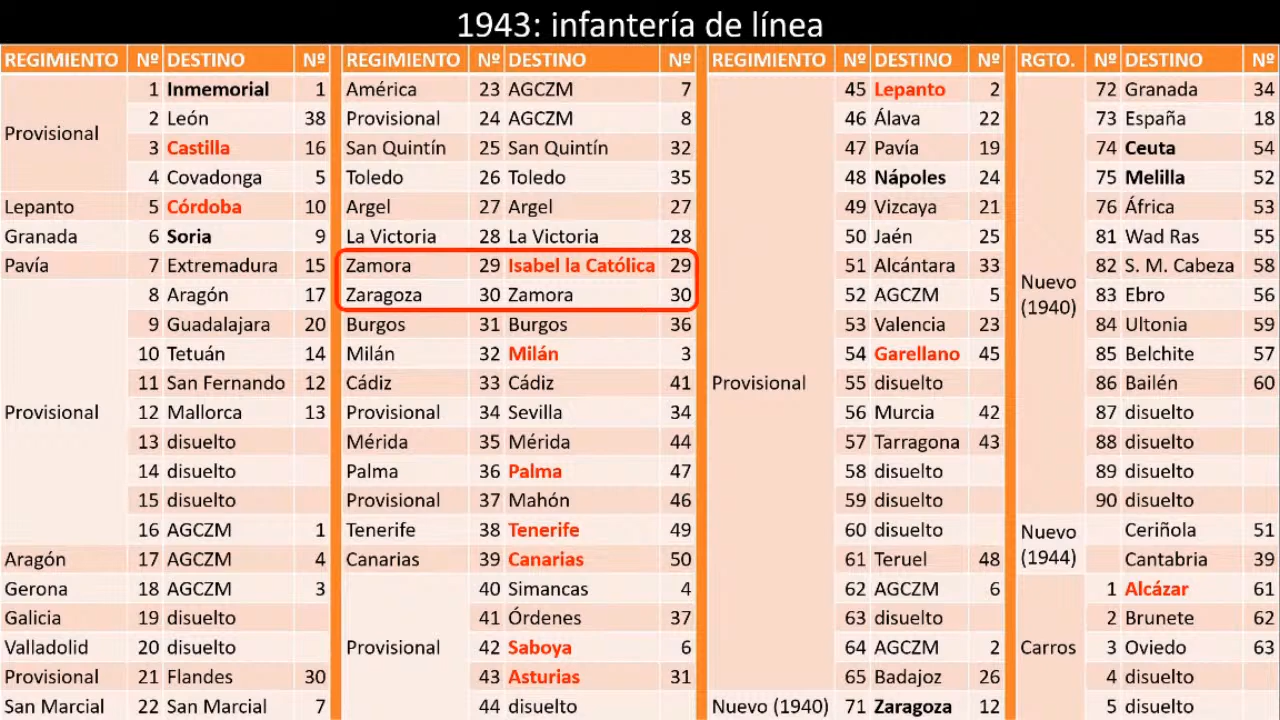 1943: infantería de línea
REGIMIENTO Nº DESTINO Nº REGIMIENTO Nº DESTINO Nº REGIMIENTO Nº DESTINO Nº RGTO. Nº DESTINO Nº
1 Inmemorial 1 América 23 AGCZM 7 45 Lepanto 2 72 Granada 34
2 León 38 Provisional 24 AGCZM 8 46 Álava 22 73 España 18
Provisional
3 Castilla 16 San Quintín 25 San Quintín 32 47 Pavía 19 74 Ceuta 54
4 Covadonga 5 Toledo 26 Toledo 35 48 Nápoles 24 75 Melilla 52
Lepanto 5 Córdoba 10 Argel 27 Argel 27 49 Vizcaya 21 76 África 53
Granada 6 Soria 9 La Victoria 28 La Victoria 28 50 Jaén 25 81 Wad Ras 55
Pavía 7 Extremadura 15 Zamora 29 Isabel la Católica 29 51 Alcántara 33 82 S. M. Cabeza 58
Nuevo
8 Aragón 17 Zaragoza 30 Zamora 30 52 AGCZM 5 83 Ebro 56
(1940)
9 Guadalajara 20 Burgos 31 Burgos 36 53 Valencia 23 84 Ultonia 59
10 Tetuán 14 Milán 32 Milán 3 54 Garellano 45 85 Belchite 57
11 San Fernando 12 Cádiz 33 Cádiz 41 Provisional 55 disuelto 86 Bailén 60
Provisional 12 Mallorca 13 Provisional 34 Sevilla 34 56 Murcia 42 87 disuelto
13 disuelto Mérida 35 Mérida 44 57 Tarragona 43 88 disuelto
14 disuelto Palma 36 Palma 47 58 disuelto 89 disuelto
15 disuelto Provisional 37 Mahón 46 59 disuelto 90 disuelto
16 AGCZM 1 Tenerife 38 Tenerife 49 60 disuelto Nuevo Ceriñola 51
Aragón 17 AGCZM 4 Canarias 39 Canarias 50 61 Teruel 48 (1944) Cantabria 39
Gerona 18 AGCZM 3 40 Simancas 4 62 AGCZM 6 1 Alcázar 61
Galicia 19 disuelto 41 Órdenes 37 63 disuelto 2 Brunete 62
Valladolid 20 disuelto Provisional 42 Saboya 6 64 AGCZM 2 Carros 3 Oviedo 63
Provisional 21 Flandes 30 43 Asturias 31 65 Badajoz 26 4 disuelto
San Marcial 22 San Marcial 7 44 disuelto Nuevo (1940) 71 Zaragoza 12 5 disuelto